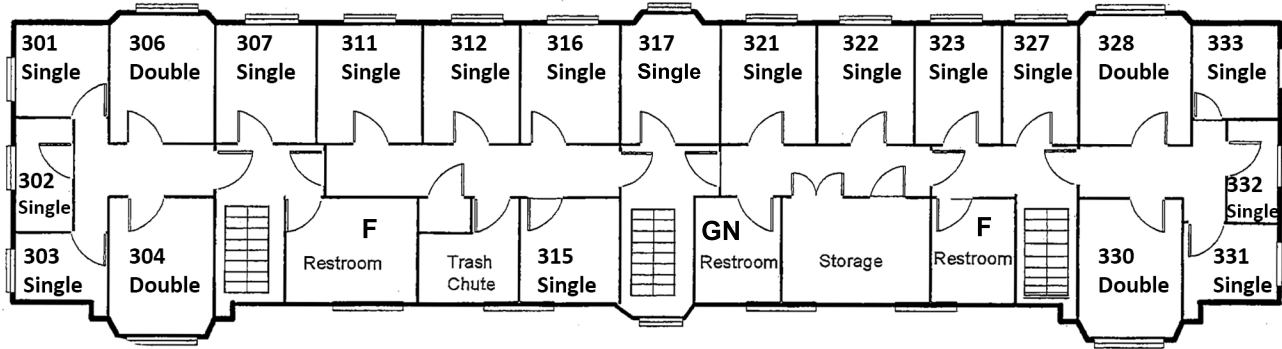 301
Single
306
Double
307
Single
311
Single
312
Single
316
Single
317
Single
321
Single
322
Single
323
Single
327
Single
328
Double
333
Single
302
Single
332
Single
303
Single
304
Double
F
Restroom
Trash
Chute
315
Single
GN
Restroom
Storage
F
Restroom
330
Double
331
Single